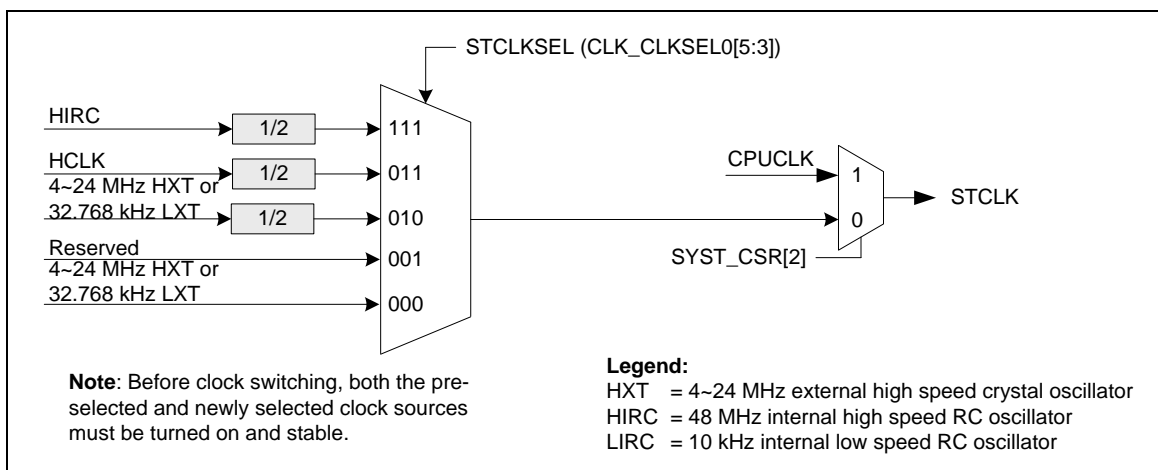 STCLKSEL (CLK_CLKSEL0[5:3])
HIRC
1/2
111
HCLK
1/2
011
4~24 MHz HXT or
32.768 kHz LXT
1/2
010
Reserved
001
4~24 MHz HXT or
32.768 kHz LXT
000
CPUCLK
1
0
STCLK
SYST_CSR[2]
Note: Before clock switching, both the pre-
selected and newly selected clock sources
must be turned on and stable.
Legend:
HXT = 4~24 MHz external high speed crystal oscillator
HIRC = 48 MHz internal high speed RC oscillator
LIRC = 10 kHz internal low speed RC oscillator